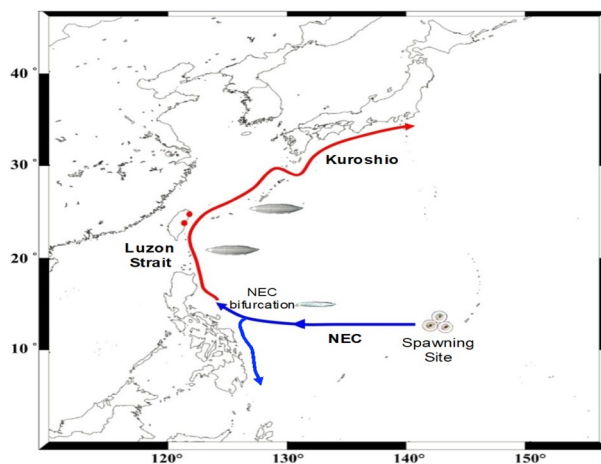 40°
30°
20°
10°
Kuroshio
Luzon
Strait
NEC
bifurcation
NEC
Spawning
Site
120°
130°
140°
150°